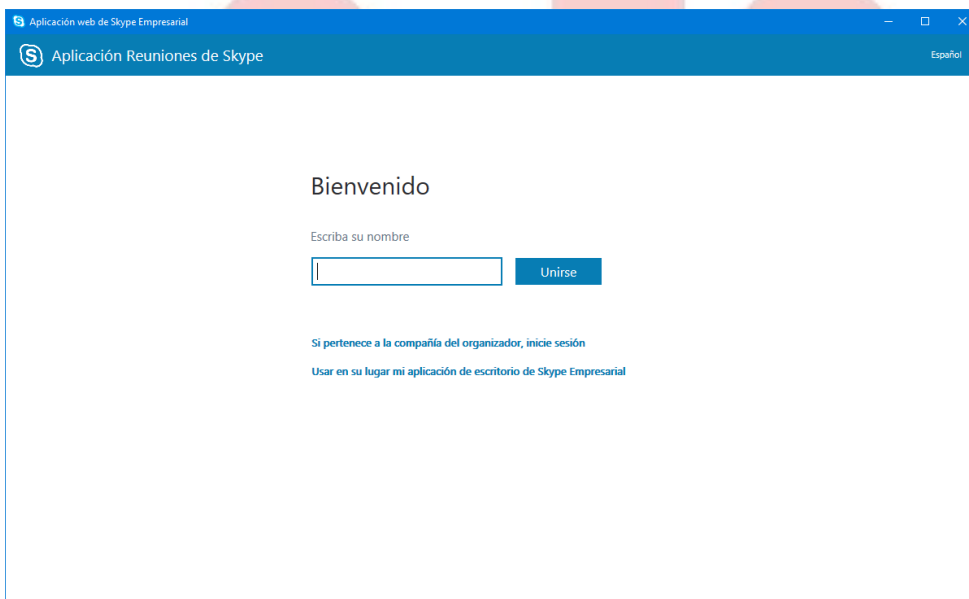 Aplicación web de Skype Empresarial
Aplicación Reuniones de Skype
Español
Bienvenido
Escriba su nombre
Unirse
Si pertenece a la compañía del organizador, inicie sesión
Usar en su lugar mi aplicación de escritorio de Skype Empresarial